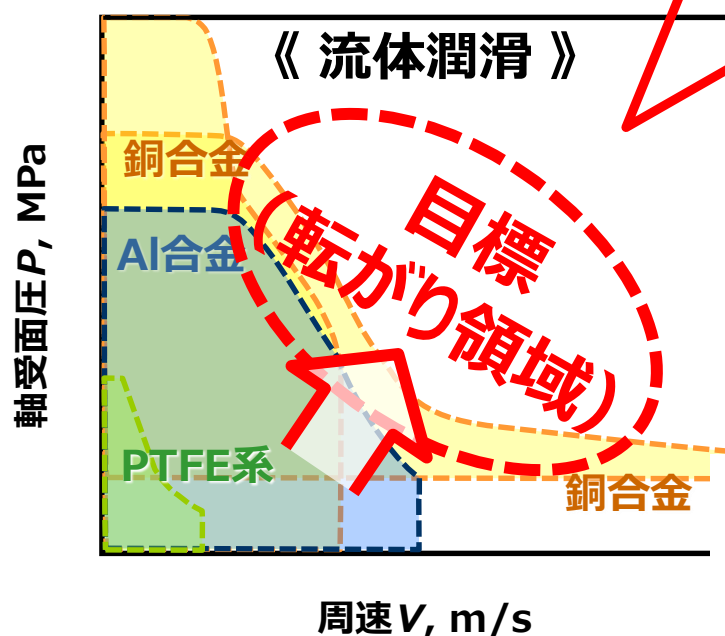 《 流体潤滑 》
銅合金
Al合金
目標
（転がり領域）
PTFE系
銅合金
軸受面圧P, MPa
周速V, m/s